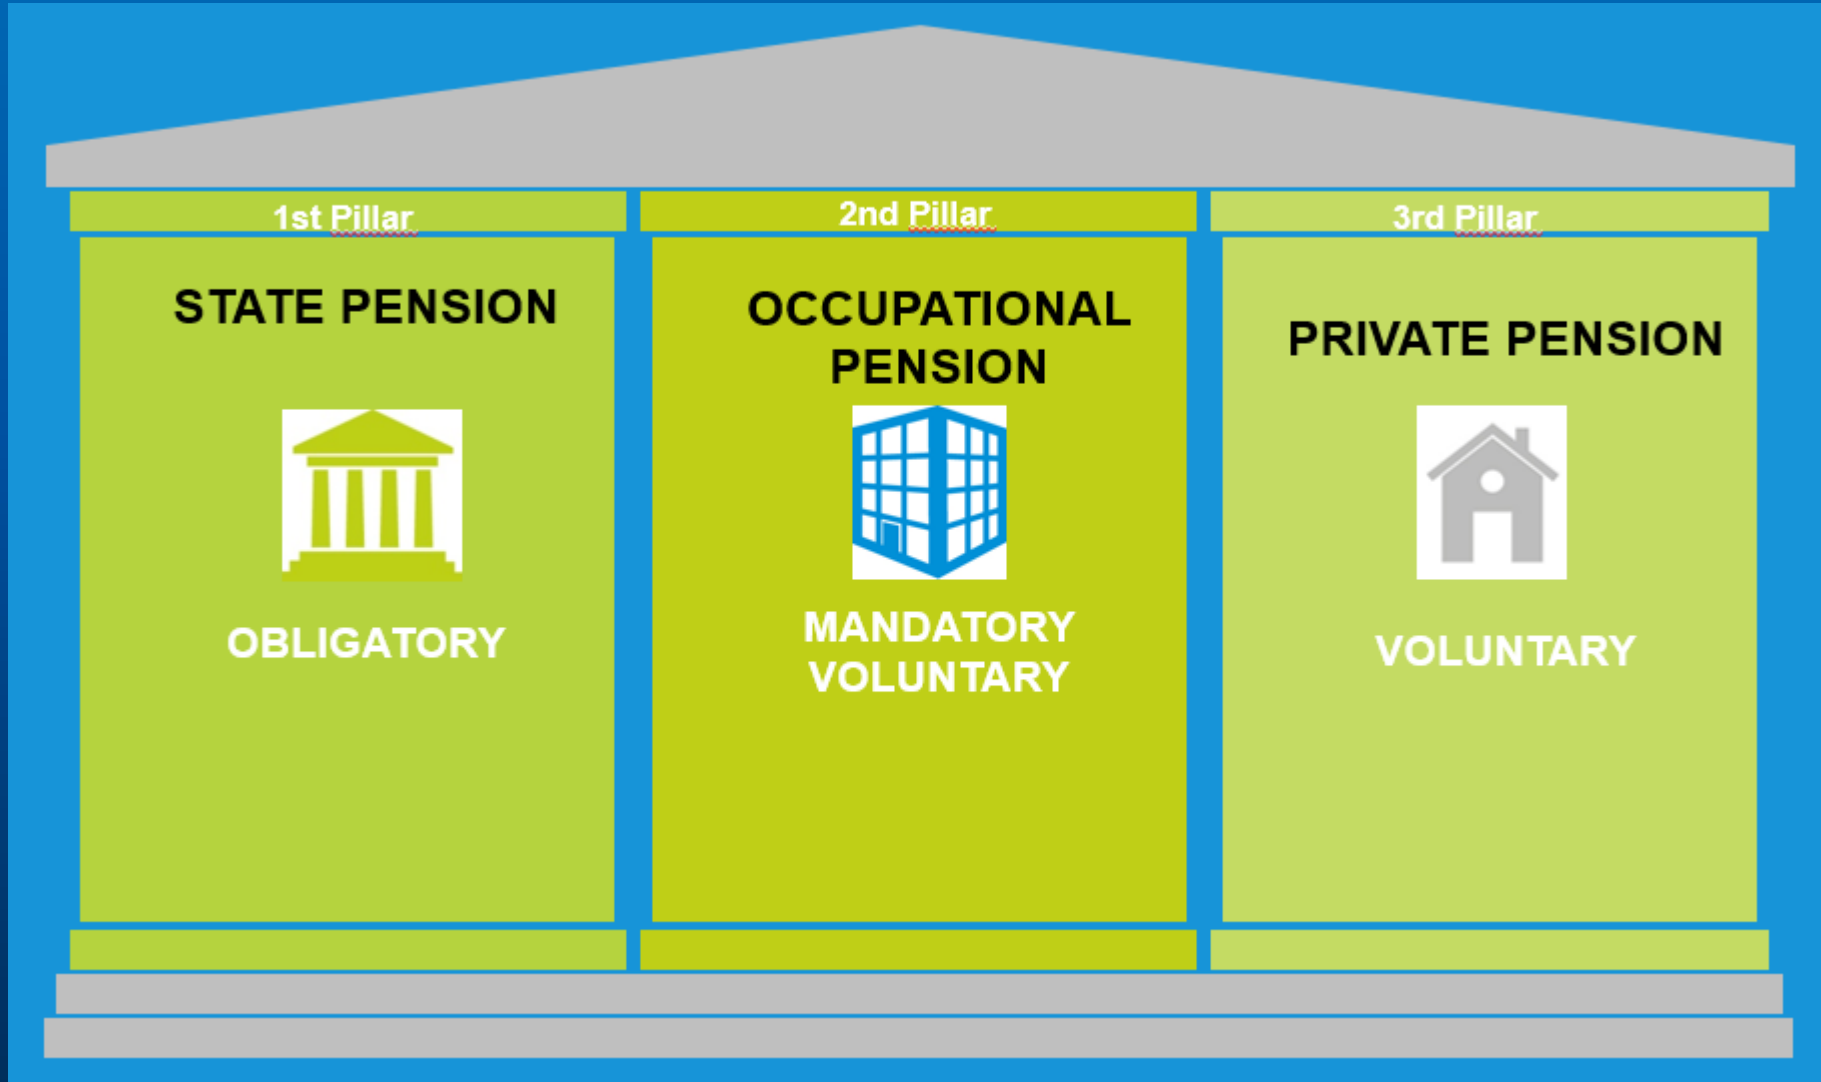 1st Pillar
STATE PENSION
OBLIGATORY
2nd Pillar
OCCUPATIONAL
PENSION
MANDATORY
VOLUNTARY
3rd Pillar
PRIVATE PENSION
VOLUNTARY